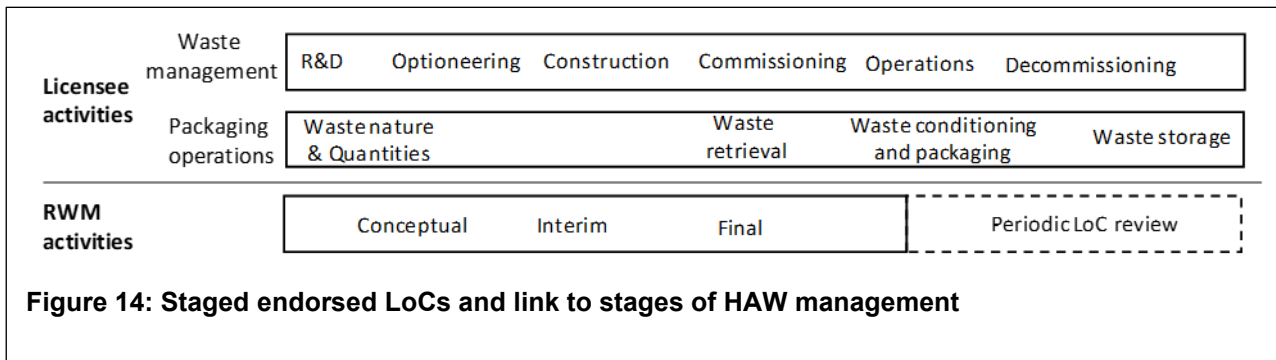 Waste
management
Licensee
activities
R&D Optioneering Construction Commissioning Operations Decommissioning
Packaging
operations
Waste nature
& Quantities
Waste
retrieval
Waste conditioning
and packaging
Waste storage
RWM
activities
Conceptual Interim Final Periodic LoC review
Figure 14: Staged endorsed LoCs and link to stages of HAW management